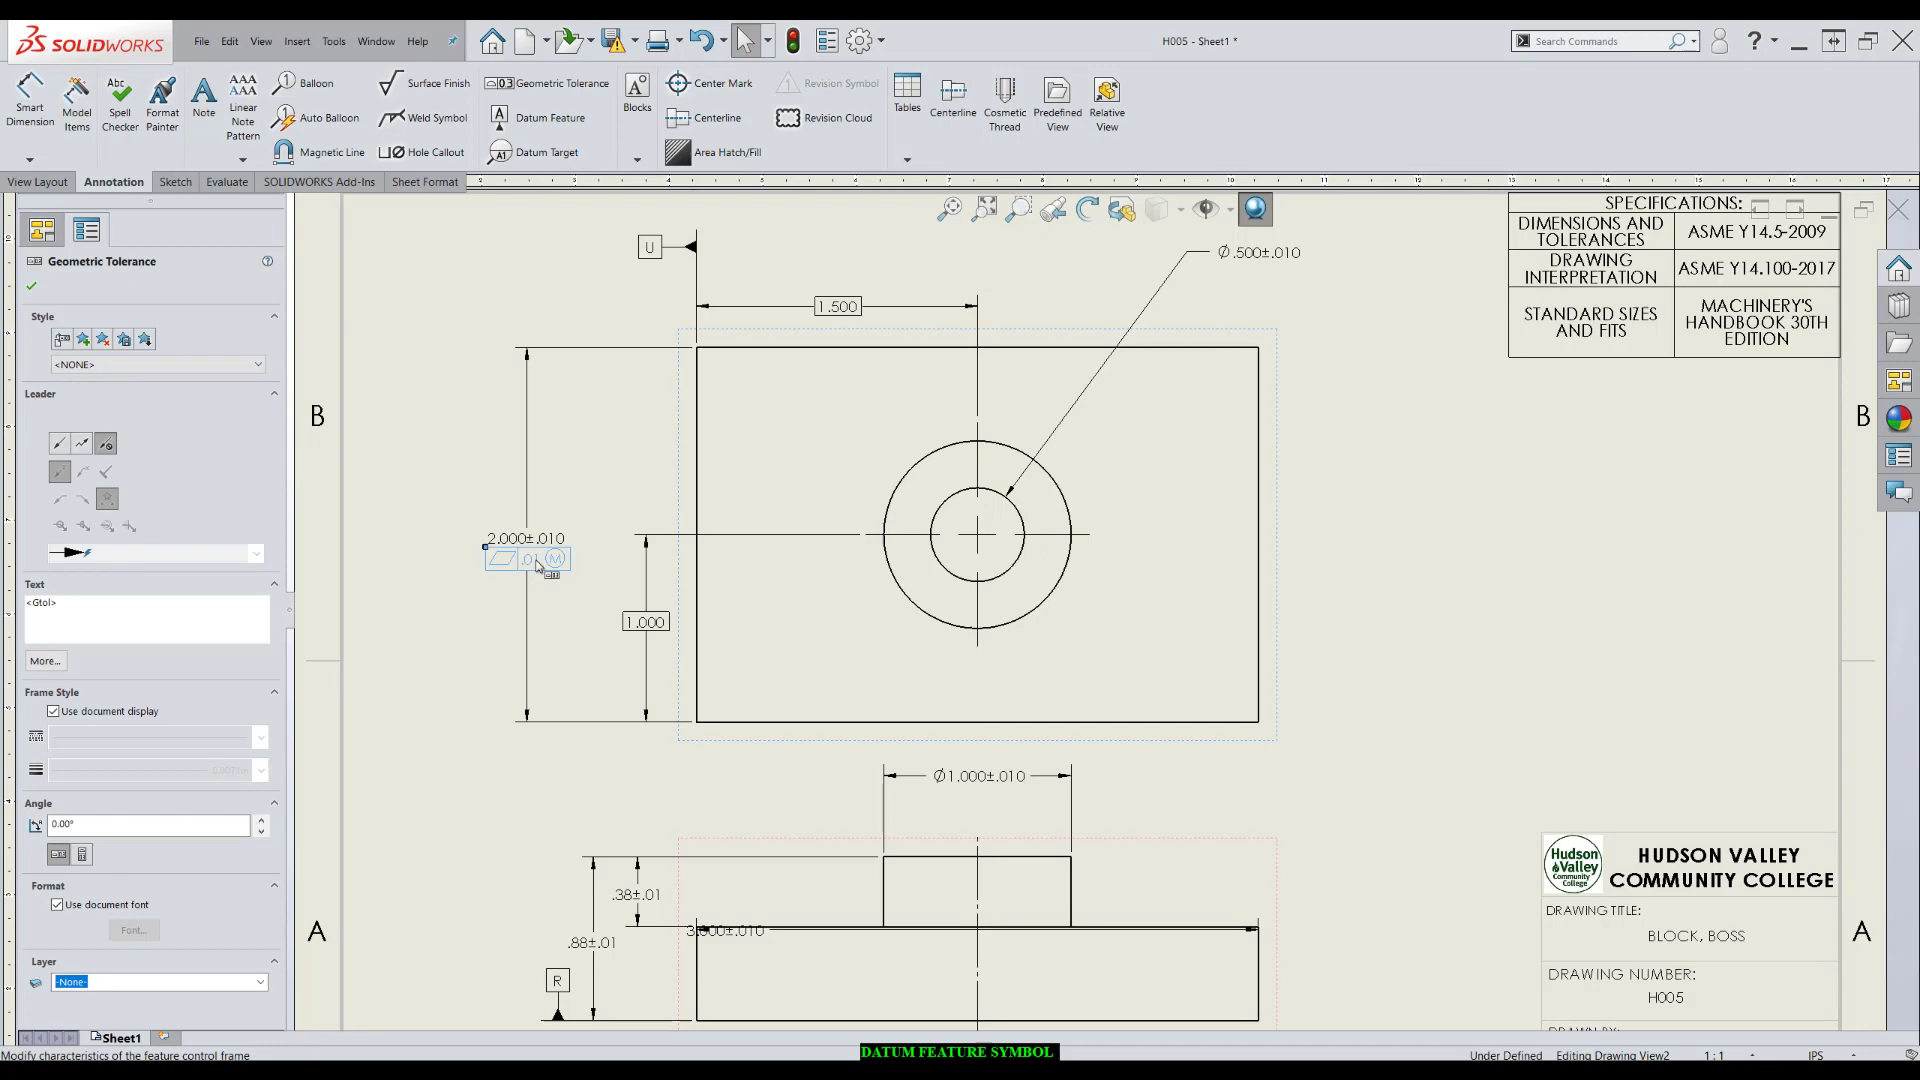 SOLIDWORKS
File Edit View Insert Tools Window Help
H005 - Sheet1 *
Search Commands
Smart Dimension
Model Items
Spell Checker
Format Painter
Note
Linear Note Pattern
Balloon
Auto Balloon
Magnetic Line
Surface Finish
Weld Symbol
Hole Callout
Geometric Tolerance
Datum Feature
Datum Target
Blocks
Center Mark
Centerline
Area Hatch/Fill
Revision Symbol
Revision Cloud
Tables
Centerline
Cosmetic Thread
Predefined View
Relative View
View Layout Annotation Sketch Evaluate SOLIDWORKS Add-Ins Sheet Format
Geometric Tolerance
Style
<NONE>
Leader
Text
<Gtol>
More...
Frame Style
Use document display
Angle
0.00°
Format
Use document font
Font...
Layer
-None-
Sheet1
Modify characteristics of the feature control frame
SPECIFICATIONS:
DIMENSIONS AND TOLERANCES ASME Y14.5-2009
DRAWING INTERPRETATION ASME Y14.100-2017
STANDARD SIZES AND FITS MACHINERY'S HANDBOOK 30TH EDITION
U
Ø.500±.010
1.500
B
B
2.000±.010
.01 Ⓜ
1.000
Ø1.000±.010
.38±.01
.88±.01
3.000±.010
R
A
A
Hudson Valley Community College
HUDSON VALLEY
COMMUNITY COLLEGE
DRAWING TITLE:
BLOCK, BOSS
DRAWING NUMBER:
H005
DATUM FEATURE SYMBOL
Under Defined Editing Drawing View2 1:1 IPS